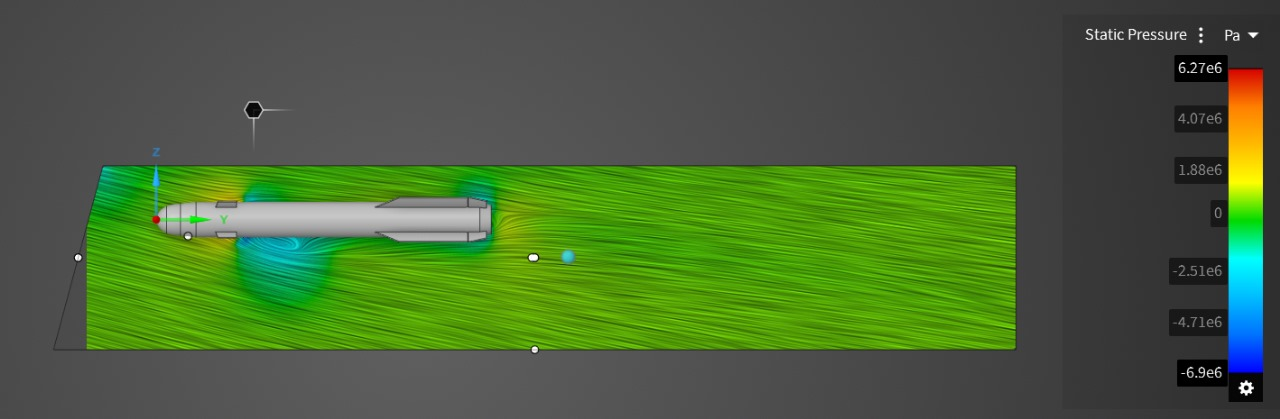 Static Pressure Pa
6.27e6
4.07e6
1.88e6
0
-2.51e6
-4.71e6
-6.9e6
Z
Y